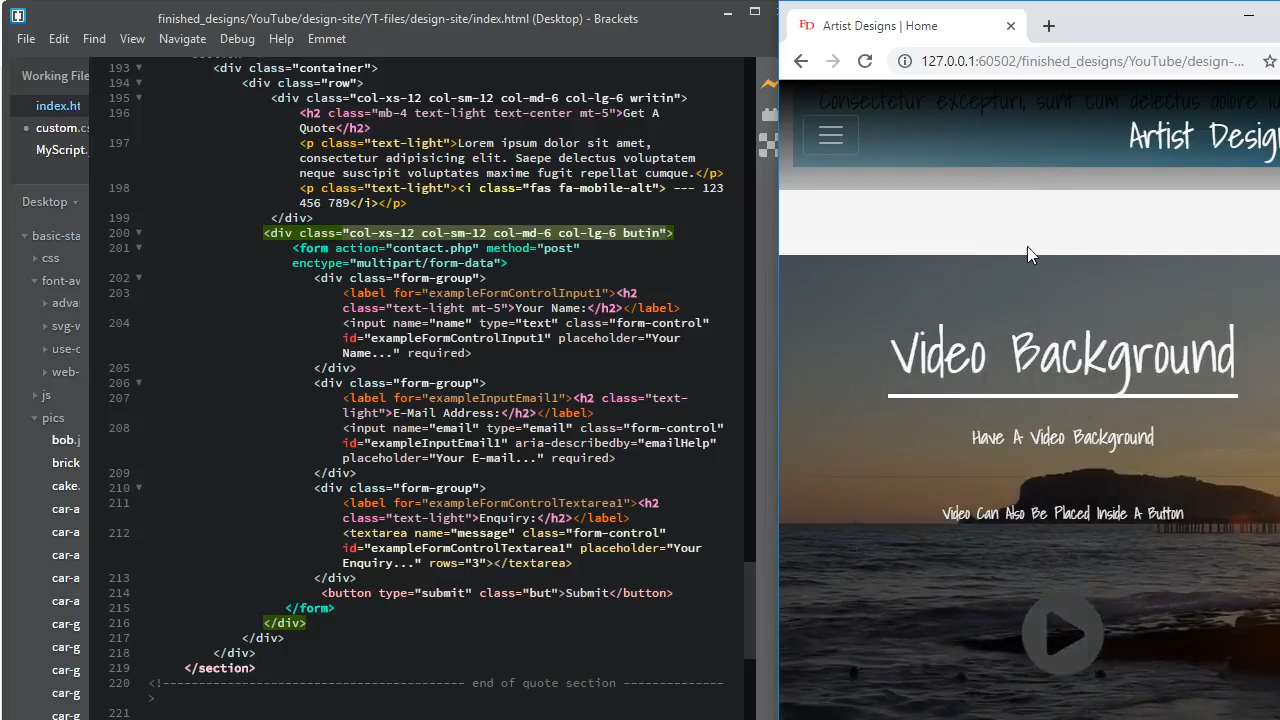 finished_designs/YouTube/design-site/YT-files/design-site/index.html (Desktop) - Brackets
File Edit Find View Navigate Debug Help Emmet
Working File
index.ht
custom.cs
MyScript.
Desktop
basic-sta
css
font-aw
adva
svg-v
use-c
web-
js
pics
bob.j
brick
cake.
car-a
car-a
car-a
car-a
car-g
car-g
car-g
car-g
193 <div class="container">
194 <div class="row">
195 <div class="col-xs-12 col-sm-12 col-md-6 col-lg-6 writin">
196 <h2 class="mb-4 text-light text-center mt-5">Get A
Quote</h2>
197 <p class="text-light">Lorem ipsum dolor sit amet,
consectetur adipisicing elit. Saepe delectus voluptatem
neque suscipit voluptates maxime fugit repellat cumque.</p>
198 <p class="text-light"><i class="fas fa-mobile-alt"> --- 123
456 789</i></p>
199 </div>
200 <div class="col-xs-12 col-sm-12 col-md-6 col-lg-6 butin">
201 <form action="contact.php" method="post"
enctype="multipart/form-data">
202 <div class="form-group">
203 <label for="exampleFormControlInput1"><h2
class="text-light mt-5">Your Name:</h2></label>
204 <input name="name" type="text" class="form-control"
id="exampleFormControlInput1" placeholder="Your
Name..." required>
205 </div>
206 <div class="form-group">
207 <label for="exampleInputEmail1"><h2 class="text-
light">E-Mail Address:</h2></label>
208 <input name="email" type="email" class="form-control"
id="exampleInputEmail1" aria-describedby="emailHelp"
placeholder="Your E-mail..." required>
209 </div>
210 <div class="form-group">
211 <label for="exampleFormControlTextarea1"><h2
class="text-light">Enquiry:</h2></label>
212 <textarea name="message" class="form-control"
id="exampleFormControlTextarea1" placeholder="Your
Enquiry..." rows="3"></textarea>
213 </div>
214 <button type="submit" class="but">Submit</button>
215 </form>
216 </div>
217 </div>
218 </div>
219 </section>
220 <!----------------------------------------- end of quote section --------------
>
221
FD Artist Designs | Home
127.0.0.1:60502/finished_designs/YouTube/design-...
Consectetur excepturi, sunt cum delectus dolore
Artist Desig
Video Background
Have A Video Background
Video Can Also Be Placed Inside A Button